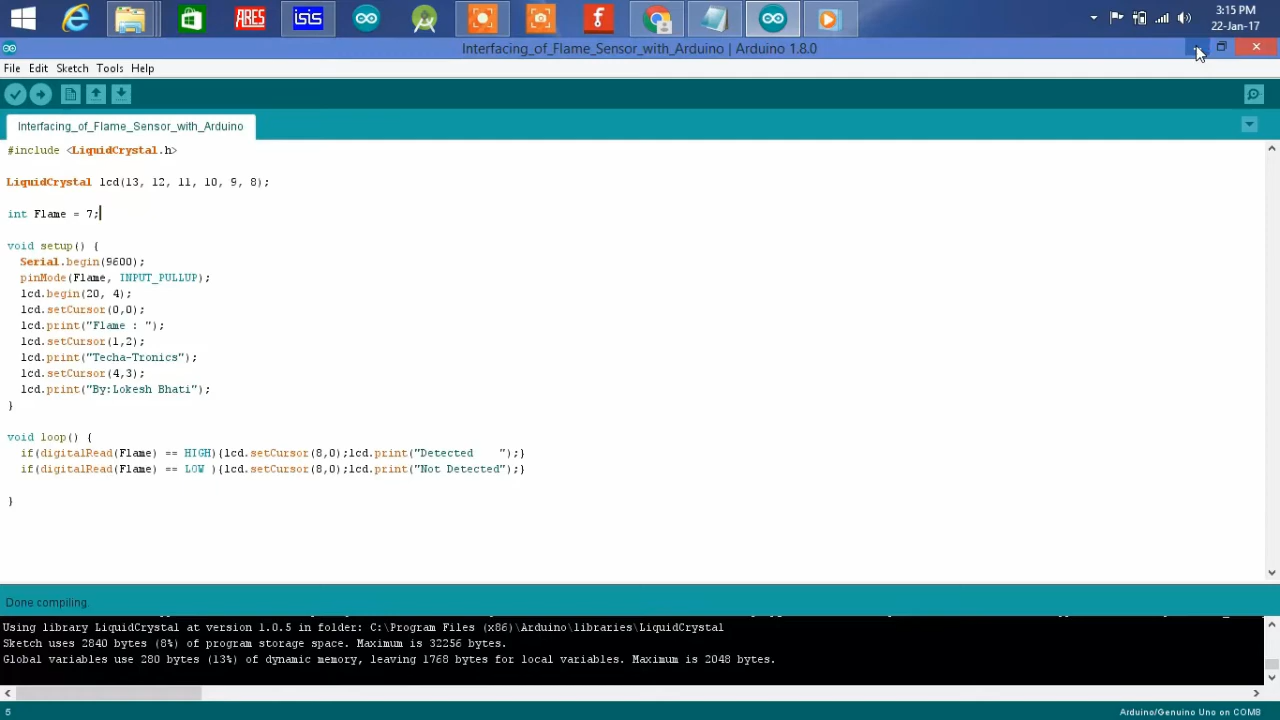 ARES
isis
3:15 PM
22-Jan-17
Interfacing_of_Flame_Sensor_with_Arduino | Arduino 1.8.0
File Edit Sketch Tools Help
Interfacing_of_Flame_Sensor_with_Arduino
#include <LiquidCrystal.h>
LiquidCrystal lcd(13, 12, 11, 10, 9, 8);
int Flame = 7;
void setup() {
Serial.begin(9600);
pinMode(Flame, INPUT_PULLUP);
lcd.begin(20, 4);
lcd.setCursor(0,0);
lcd.print("Flame : ");
lcd.setCursor(1,2);
lcd.print("Techa-Tronics");
lcd.setCursor(4,3);
lcd.print("By:Lokesh Bhati");
}
void loop() {
if(digitalRead(Flame) == HIGH){lcd.setCursor(8,0);lcd.print("Detected    ");}
if(digitalRead(Flame) == LOW ){lcd.setCursor(8,0);lcd.print("Not Detected");}
}
Done compiling.
Using library LiquidCrystal at version 1.0.5 in folder: C:\Program Files (x86)\Arduino\libraries\LiquidCrystal
Sketch uses 2840 bytes (8%) of program storage space. Maximum is 32256 bytes.
Global variables use 280 bytes (13%) of dynamic memory, leaving 1768 bytes for local variables. Maximum is 2048 bytes.
6
Arduino/Genuino Uno on COM8